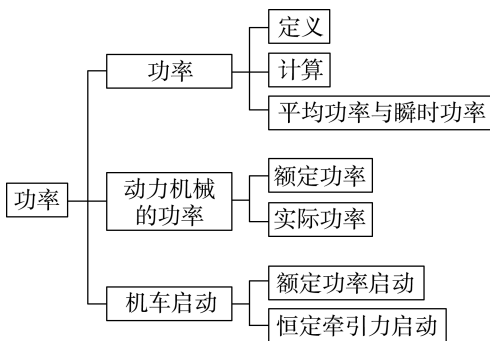 功率
功率
定义
计算
平均功率与瞬时功率
动力机械
的功率
额定功率
实际功率
机车启动
额定功率启动
恒定牵引力启动